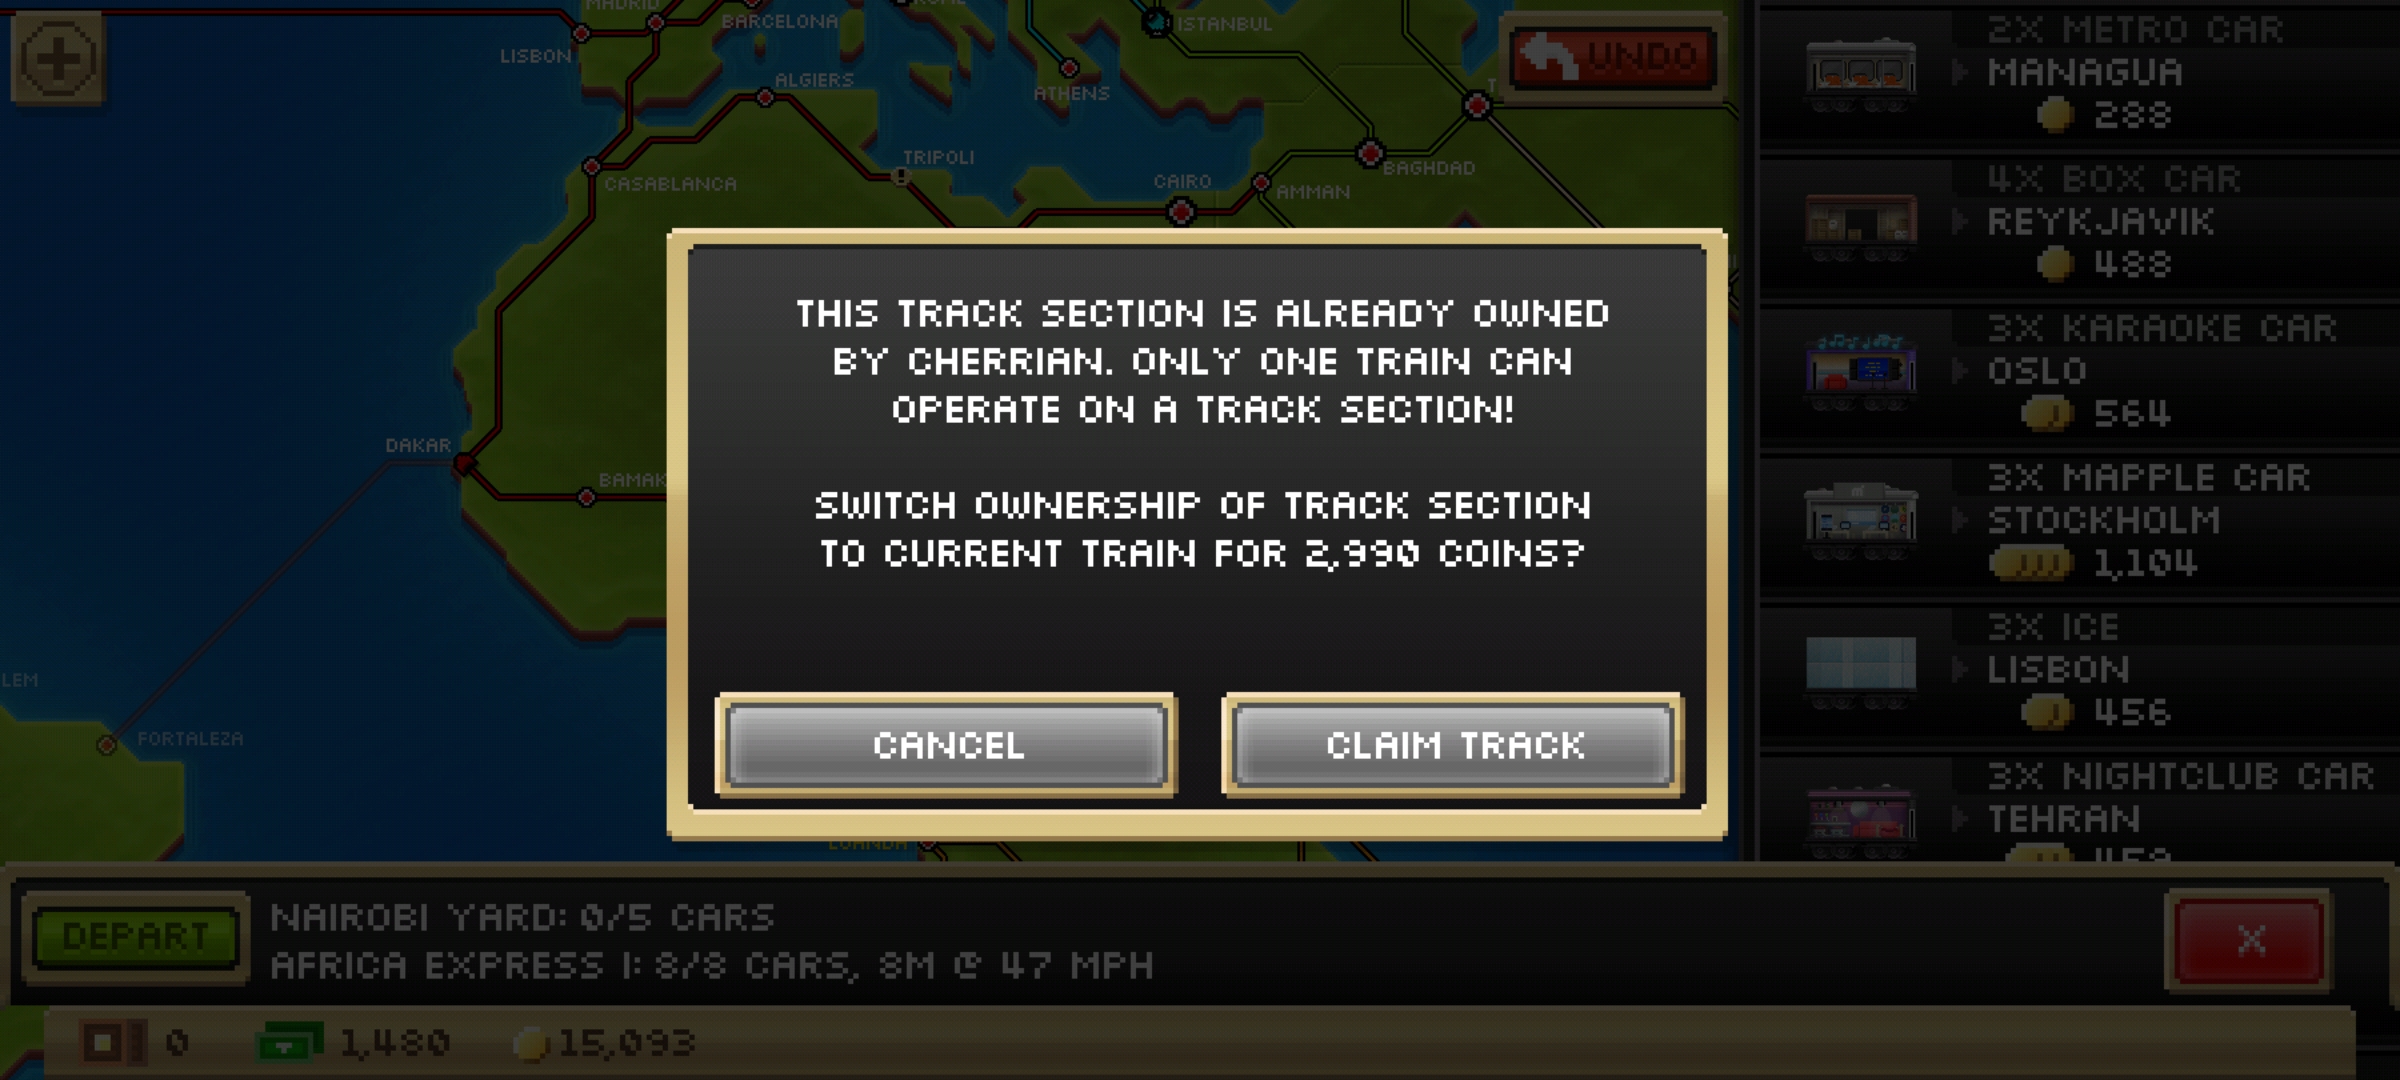 MADRID
BARCELONA
LISBON
ROME
ISTANBUL
ALGIERS
ATHENS
TRIPOLI
CASABLANCA
CAIRO
AMMAN
BAGHDAD
T
UNDO
DAKAR
BAMAK
LEM
FORTALEZA
LUANDA
THIS TRACK SECTION IS ALREADY OWNED
BY CHERRIAN. ONLY ONE TRAIN CAN
OPERATE ON A TRACK SECTION!
SWITCH OWNERSHIP OF TRACK SECTION
TO CURRENT TRAIN FOR 2,990 COINS?
CANCEL
CLAIM TRACK
2X METRO CAR
MANAGUA
288
4X BOX CAR
REYKJAVIK
488
3X KARAOKE CAR
OSLO
564
3X MAPPLE CAR
STOCKHOLM
1,104
3X ICE
LISBON
456
3X NIGHTCLUB CAR
TEHRAN
DEPART
NAIROBI YARD: 0/5 CARS
AFRICA EXPRESS I: 8/8 CARS, 8M @ 47 MPH
X
0
1,480
15,093